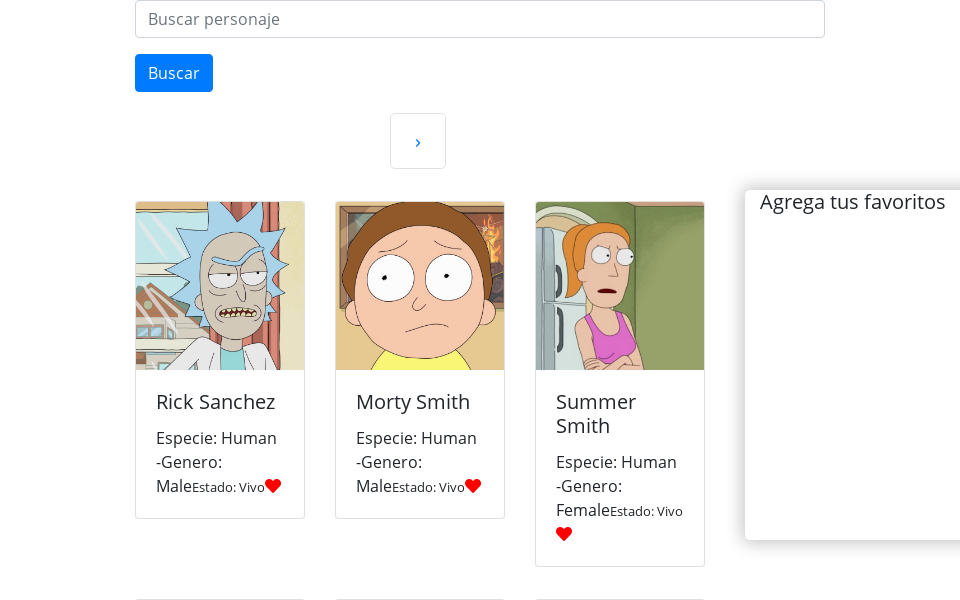 Buscar personaje
Buscar
›
Agrega tus favoritos
Rick Sanchez
Especie: Human
-Genero:
MaleEstado: Vivo
Morty Smith
Especie: Human
-Genero:
MaleEstado: Vivo
Summer
Smith
Especie: Human
-Genero:
FemaleEstado: Vivo